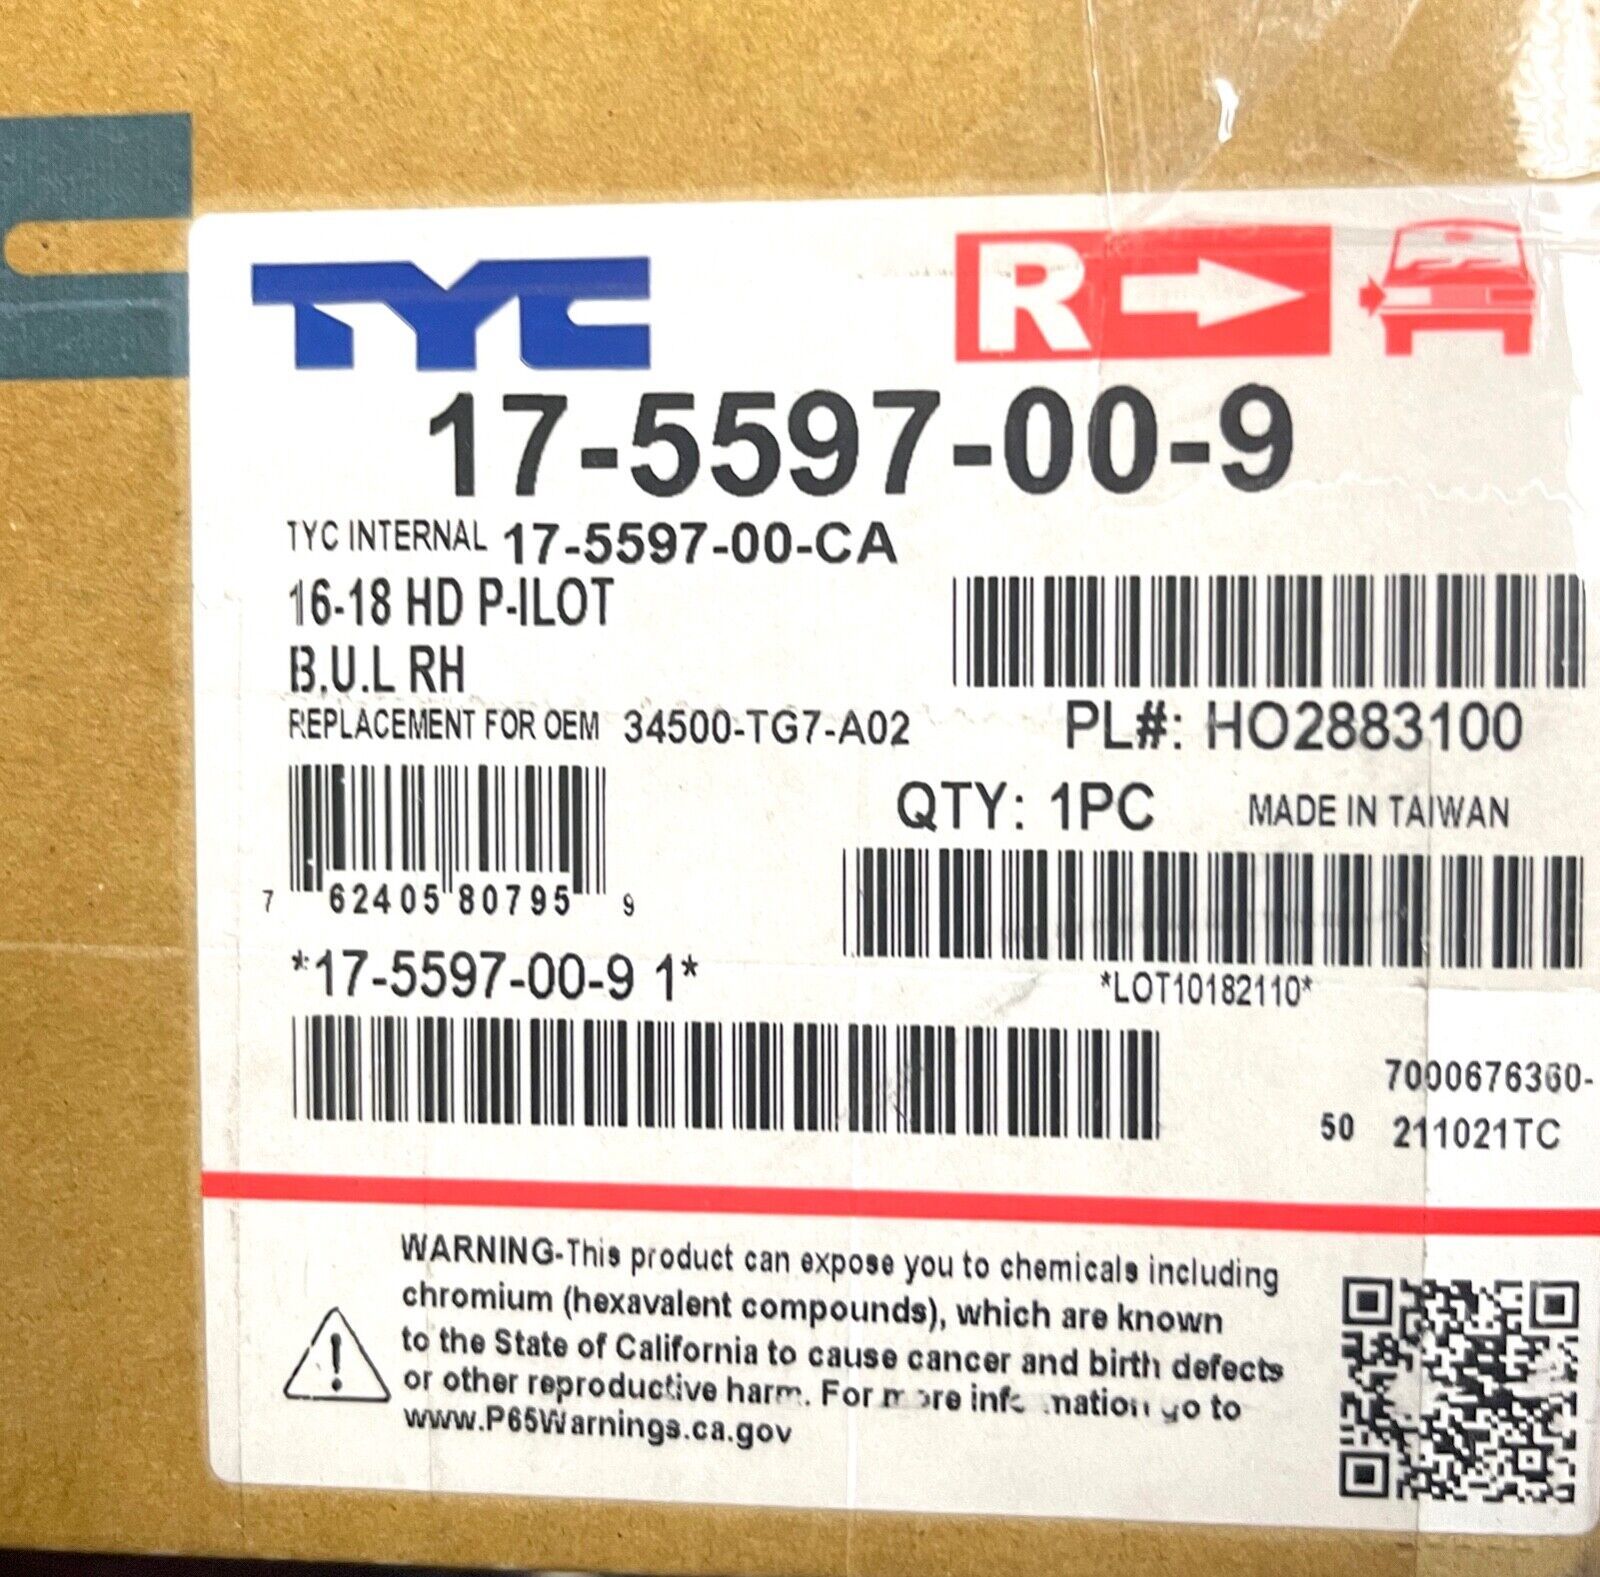 TYC
R
17-5597-00-9
TYC INTERNAL 17-5597-00-CA
16-18 HD P-ILOT
B.U.L RH
REPLACEMENT FOR OEM 34500-TG7-A02
PL#: HO2883100
QTY: 1PC MADE IN TAIWAN
7 62405 80795 9
*LOT10182110*
*17-5597-00-9 1*
7000676360-
50 211021TC
WARNING-This product can expose you to chemicals including
chromium (hexavalent compounds), which are known
to the State of California to cause cancer and birth defects
or other reproductive harm. For more information go to
www.P65Warnings.ca.gov